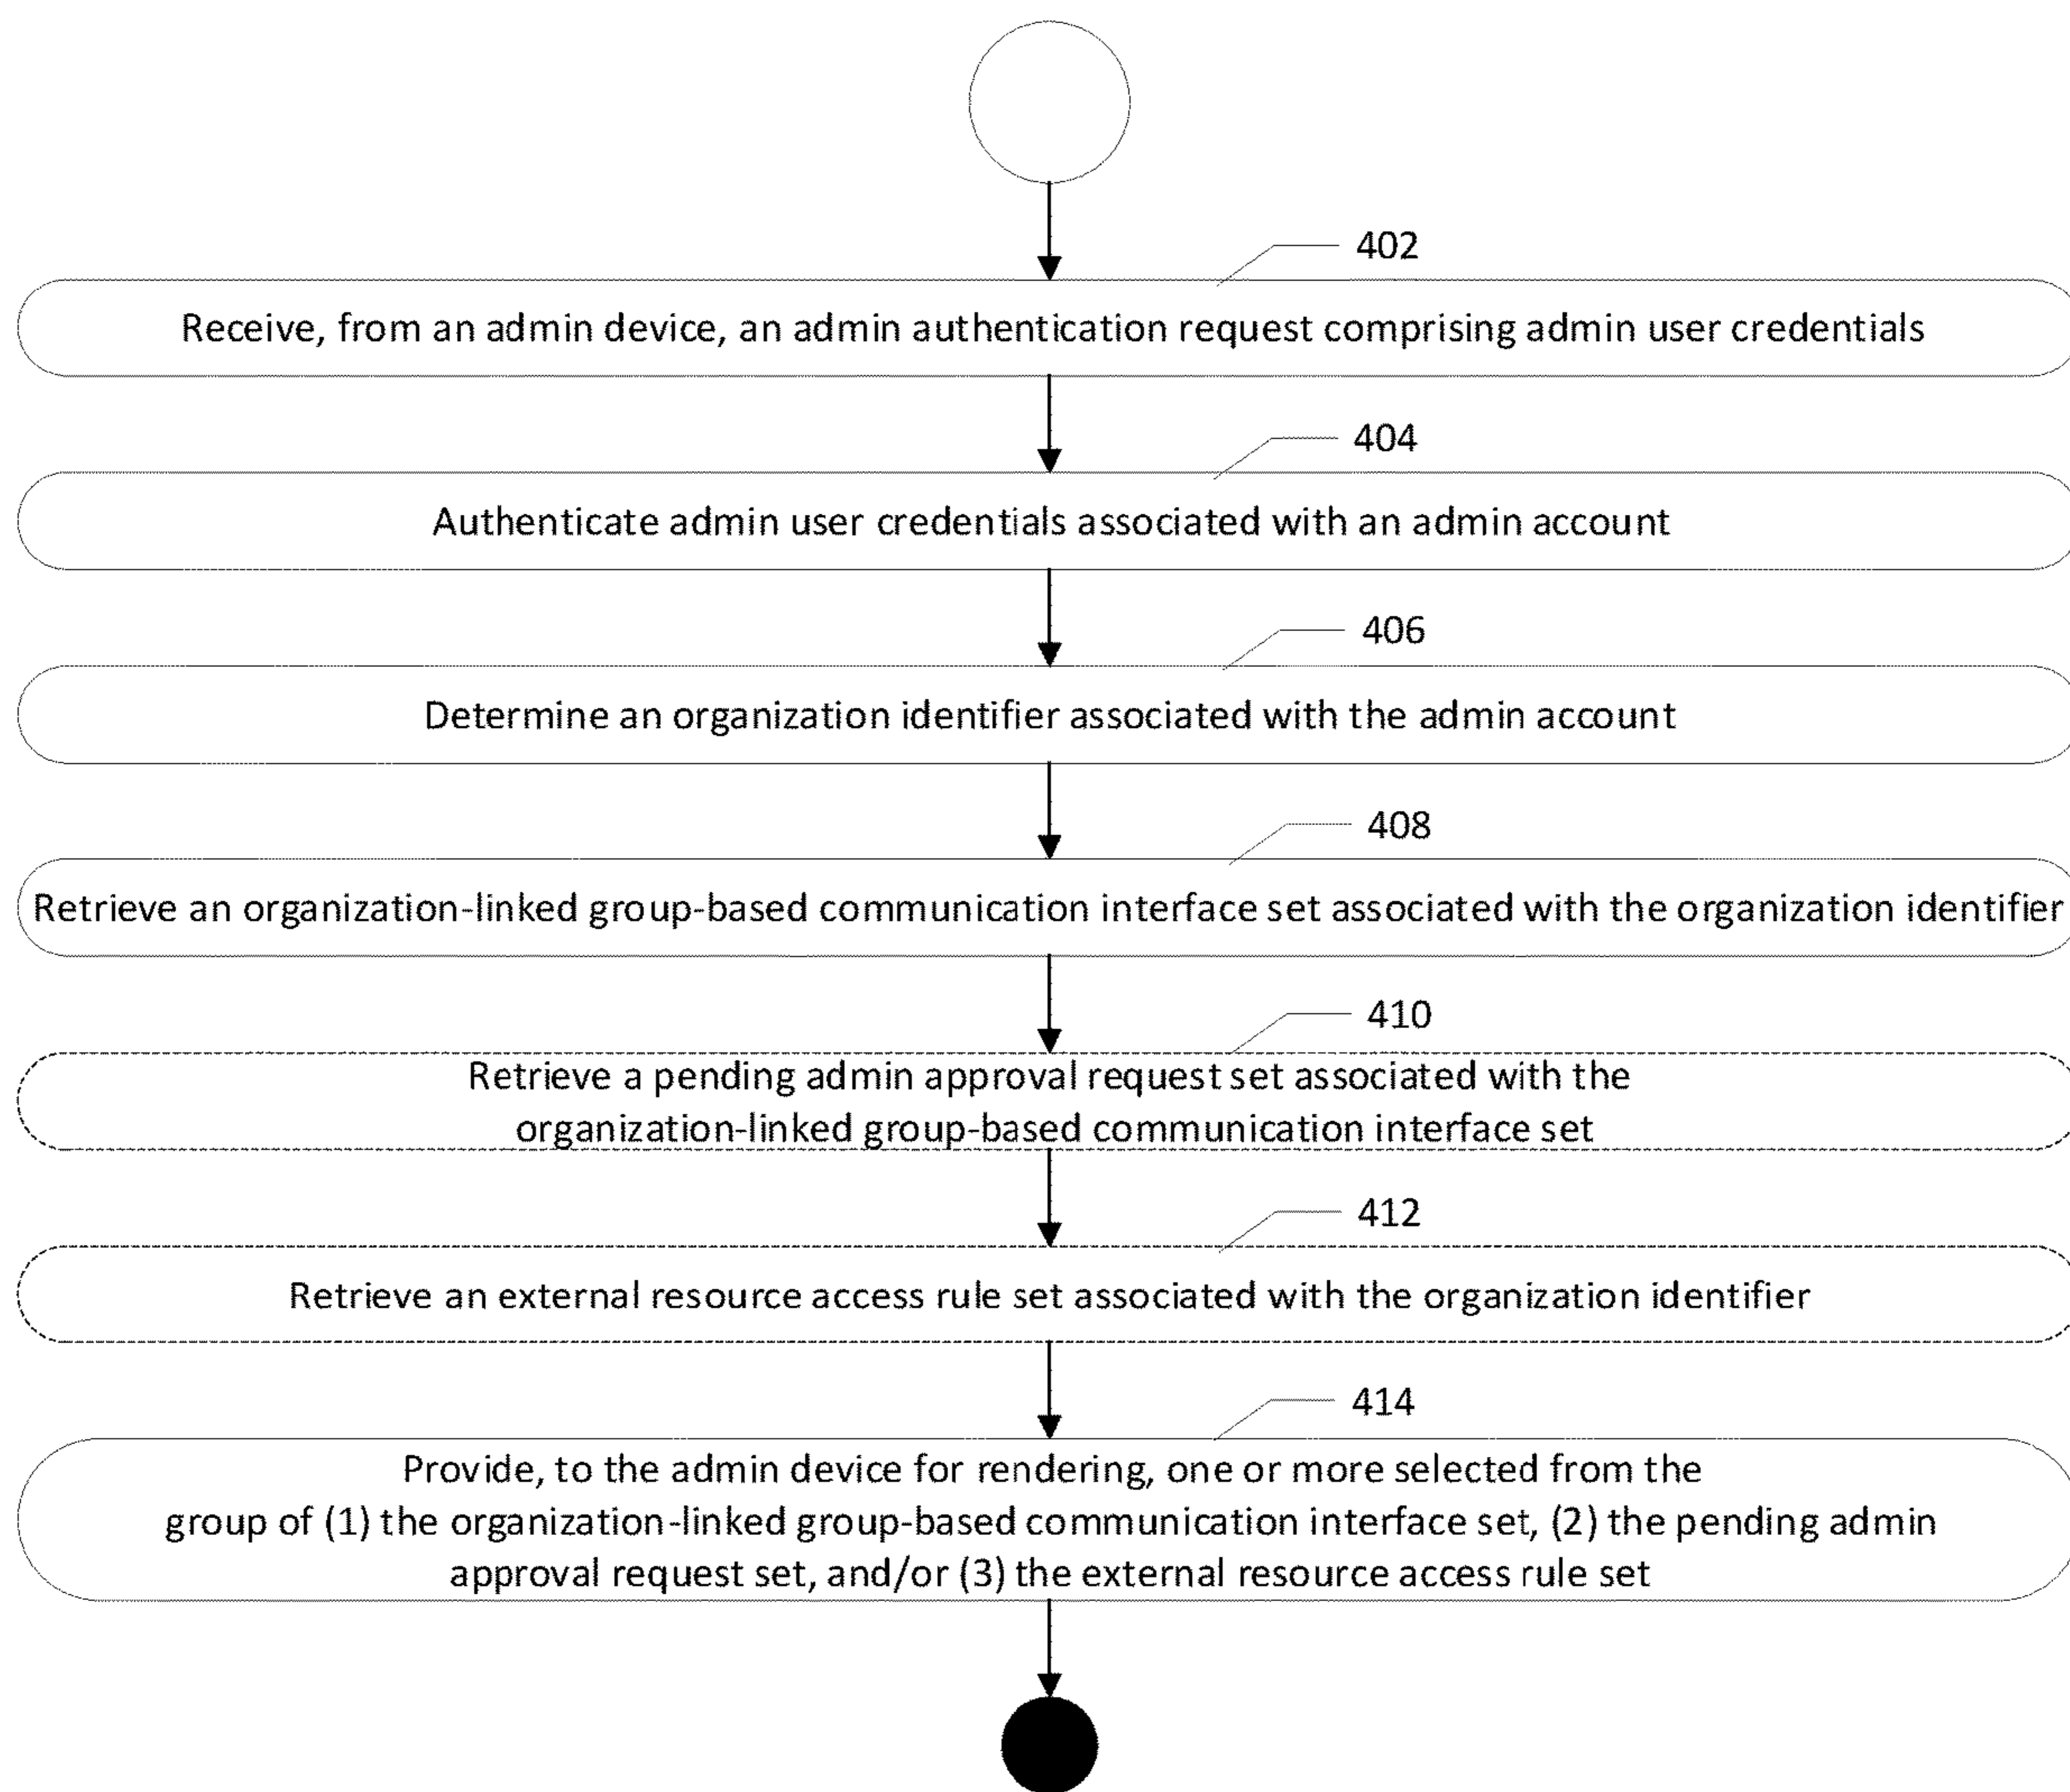 402
Receive, from an admin device, an admin authentication request comprising admin user credentials
404
Authenticate admin user credentials associated with an admin account
406
Determine an organization identifier associated with the admin account
408
Retrieve an organization-linked group-based communication interface set associated with the organization identifier
410
Retrieve a pending admin approval request set associated with the
organization-linked group-based communication interface set
412
Retrieve an external resource access rule set associated with the organization identifier
414
Provide, to the admin device for rendering, one or more selected from the
group of (1) the organization-linked group-based communication interface set, (2) the pending admin
approval request set, and/or (3) the external resource access rule set